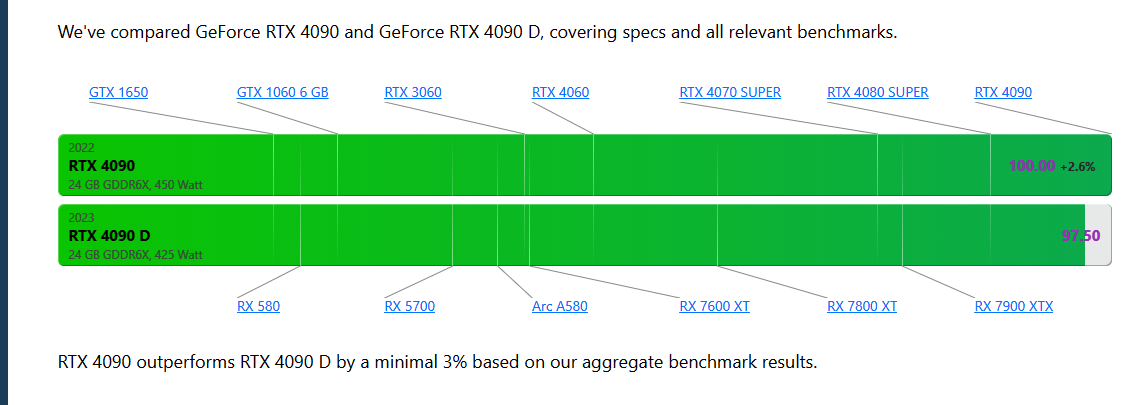 We've compared GeForce RTX 4090 and GeForce RTX 4090 D, covering specs and all relevant benchmarks.
GTX 1650 GTX 1060 6 GB RTX 3060 RTX 4060 RTX 4070 SUPER RTX 4080 SUPER RTX 4090
2022
RTX 4090 100.00 +2.6%
24 GB GDDR6X, 450 Watt
2023
RTX 4090 D 97.50
24 GB GDDR6X, 425 Watt
RX 580 RX 5700 Arc A580 RX 7600 XT RX 7800 XT RX 7900 XTX
RTX 4090 outperforms RTX 4090 D by a minimal 3% based on our aggregate benchmark results.